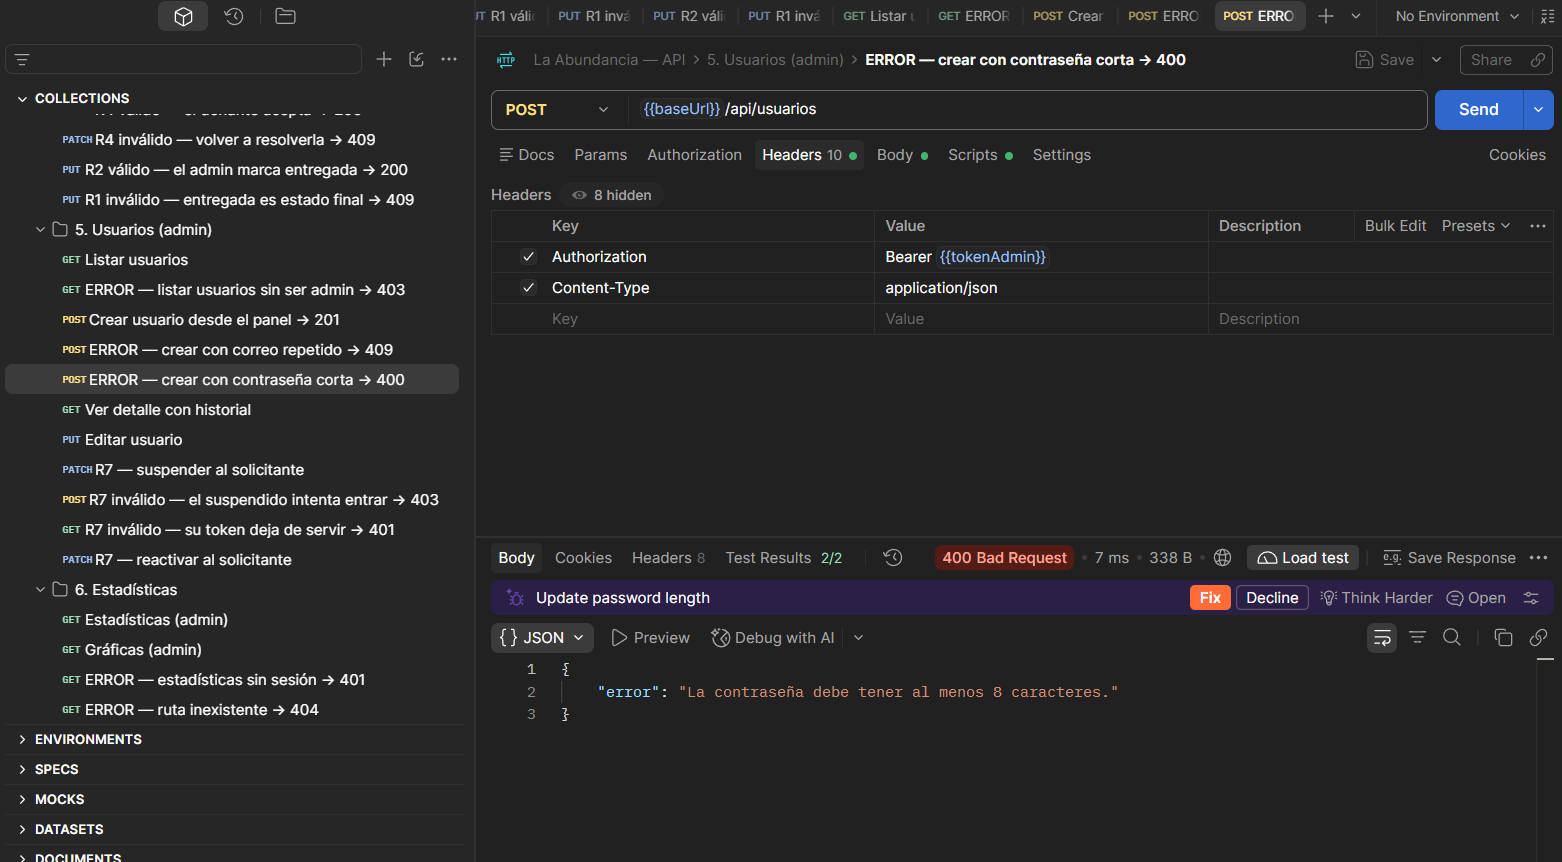 R1 váli
PUT R1 invá
PUT R2 váli
PUT R1 invá
GET Listar
GET ERROR
POST Crear
POST ERRO
POST ERRO
No Environment
HTTP La Abundancia — API > 5. Usuarios (admin) > ERROR — crear con contraseña corta → 400
Save
Share
COLLECTIONS
PATCH R4 inválido — volver a resolverla → 409
PUT R2 válido — el admin marca entregada → 200
PUT R1 inválido — entregada es estado final → 409
5. Usuarios (admin)
GET Listar usuarios
GET ERROR — listar usuarios sin ser admin → 403
POST Crear usuario desde el panel → 201
POST ERROR — crear con correo repetido → 409
POST ERROR — crear con contraseña corta → 400
GET Ver detalle con historial
PUT Editar usuario
PATCH R7 — suspender al solicitante
POST R7 inválido — el suspendido intenta entrar → 403
GET R7 inválido — su token deja de servir → 401
PATCH R7 — reactivar al solicitante
6. Estadísticas
GET Estadísticas (admin)
GET Gráficas (admin)
GET ERROR — estadísticas sin sesión → 401
GET ERROR — ruta inexistente → 404
ENVIRONMENTS
SPECS
MOCKS
DATASETS
DOCUMENTS
POST {{baseUrl}} /api/usuarios
Send
Docs Params Authorization Headers 10 Body Scripts Settings
Cookies
Headers 8 hidden
Key Value Description Bulk Edit Presets
Authorization Bearer {{tokenAdmin}}
Content-Type application/json
Key Value Description
Body Cookies Headers 8 Test Results 2/2
400 Bad Request • 7 ms • 338 B
Load test
e.g. Save Response
Update password length
Fix Decline Think Harder Open
{} JSON Preview Debug with AI
1 {
2 "error": "La contraseña debe tener al menos 8 caracteres."
3 }